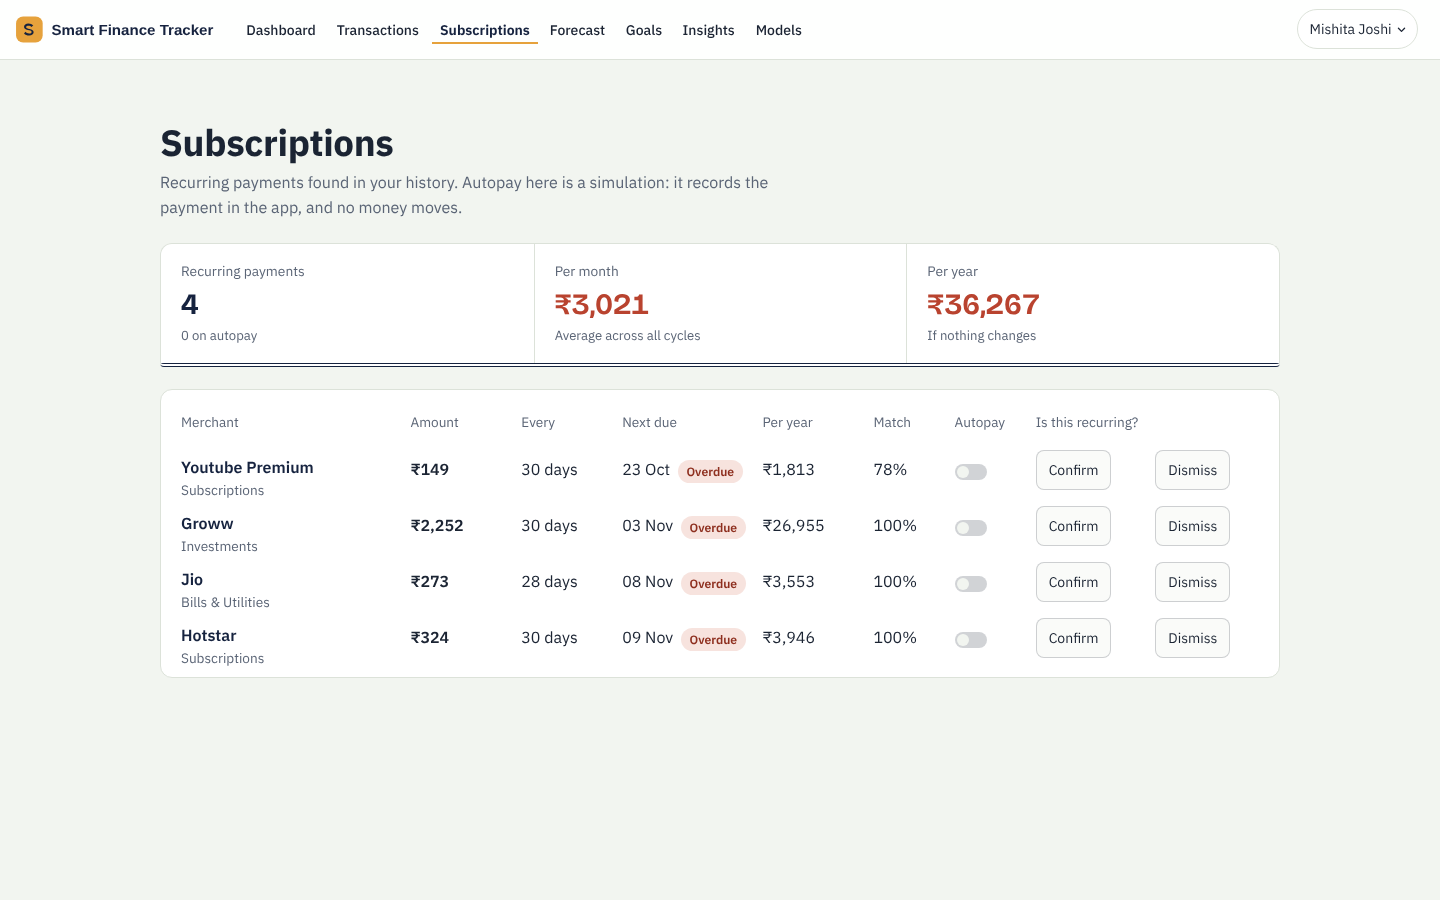 S Smart Finance Tracker Dashboard Transactions Subscriptions Forecast Goals Insights Models Mishita Joshi
Subscriptions
Recurring payments found in your history. Autopay here is a simulation: it records the
payment in the app, and no money moves.
Recurring payments Per month Per year
4 ₹3,021 ₹36,267
0 on autopay Average across all cycles If nothing changes
Merchant Amount Every Next due Per year Match Autopay Is this recurring?
Youtube Premium ₹149 30 days 23 Oct Overdue ₹1,813 78% Confirm Dismiss
Subscriptions
Groww ₹2,252 30 days 03 Nov Overdue ₹26,955 100% Confirm Dismiss
Investments
Jio ₹273 28 days 08 Nov Overdue ₹3,553 100% Confirm Dismiss
Bills & Utilities
Hotstar ₹324 30 days 09 Nov Overdue ₹3,946 100% Confirm Dismiss
Subscriptions